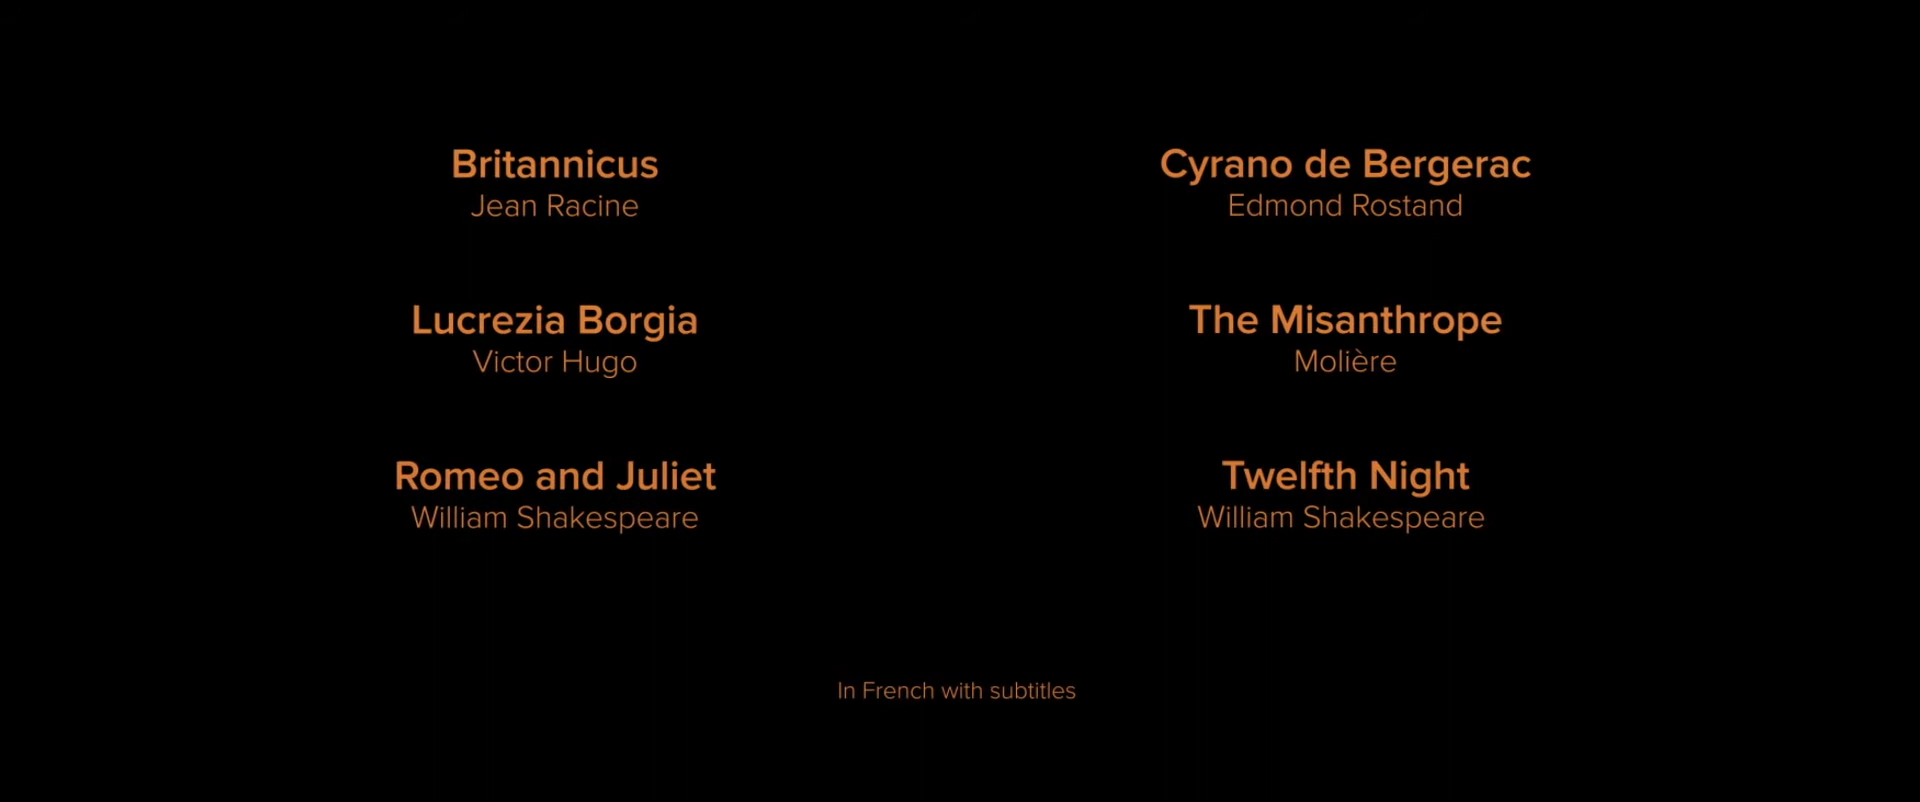 Britannicus
Jean Racine
Cyrano de Bergerac
Edmond Rostand
Lucrezia Borgia
Victor Hugo
The Misanthrope
Molière
Romeo and Juliet
William Shakespeare
Twelfth Night
William Shakespeare
In French with subtitles